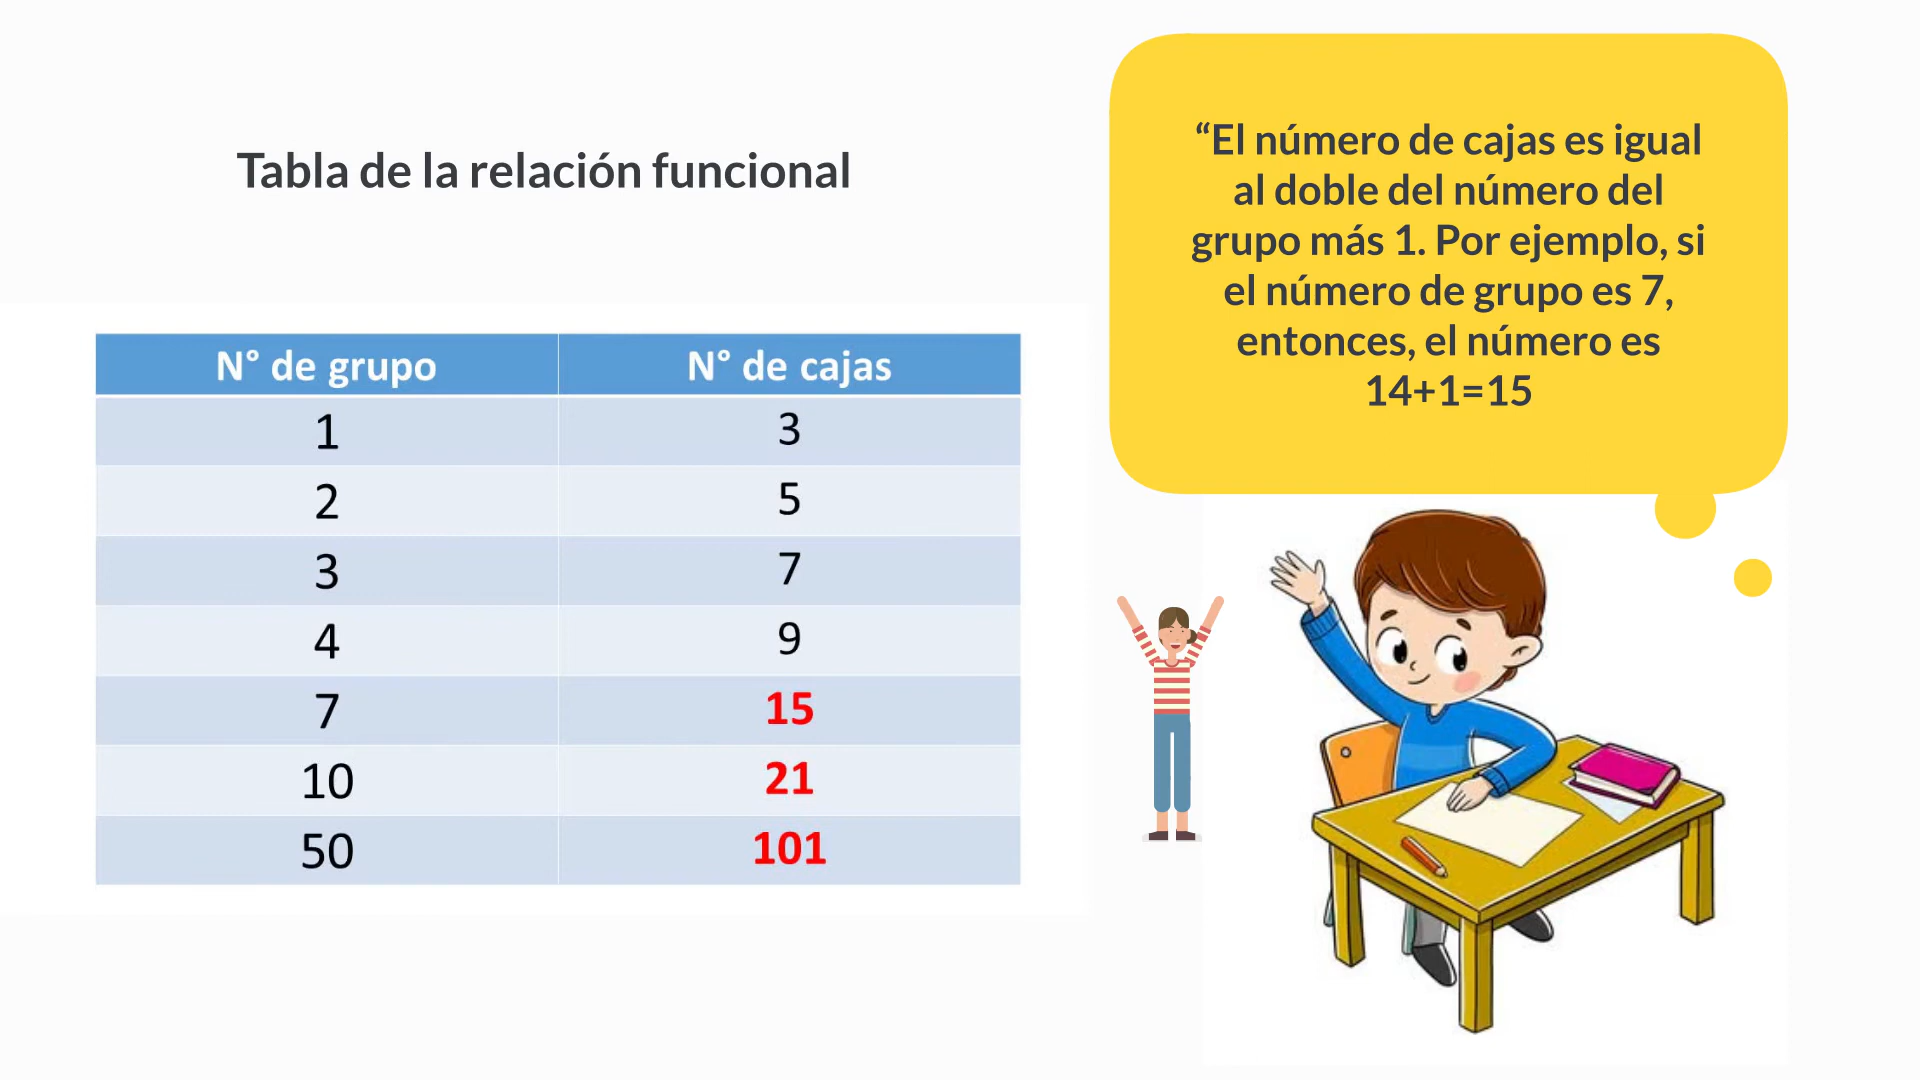 Tabla de la relación funcional
“El número de cajas es igual
al doble del número del
grupo más 1. Por ejemplo, si
el número de grupo es 7,
entonces, el número es
14+1=15
N° de grupo N° de cajas
1 3
2 5
3 7
4 9
7 15
10 21
50 101